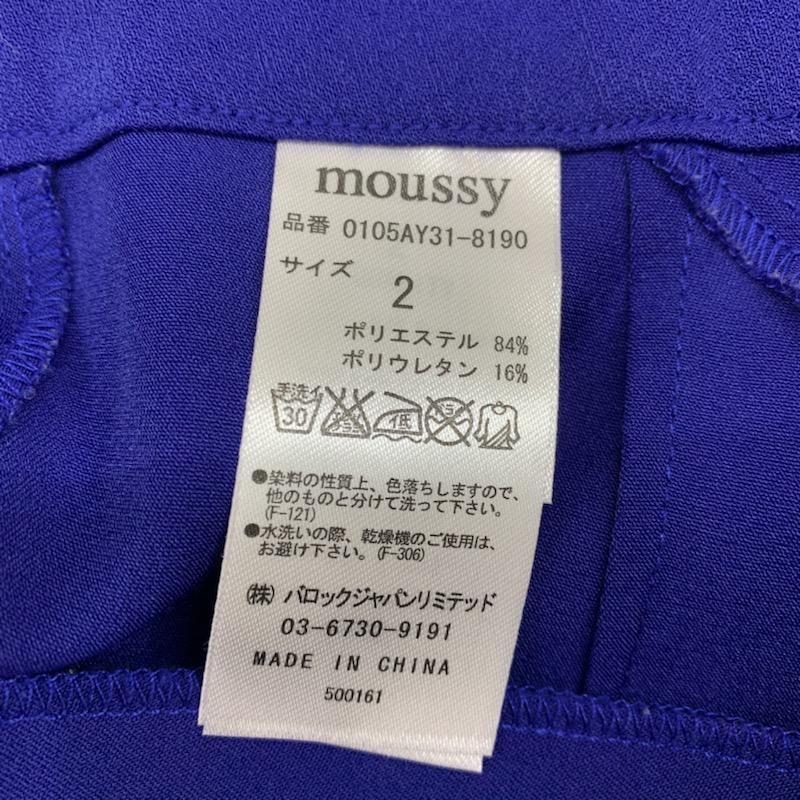 moussy
品番 0105AY31-8190
サイズ
2
ポリエステル 84%
ポリウレタン 16%
手洗イ
30
低
●染料の性質上、色落ちしますので、
他のものと分けて洗って下さい。
(F-121)
●水洗いの際、乾燥機のご使用は、
お避け下さい。(F-306)
(株) バロックジャパンリミテッド
03-6730-9191
MADE IN CHINA
500161